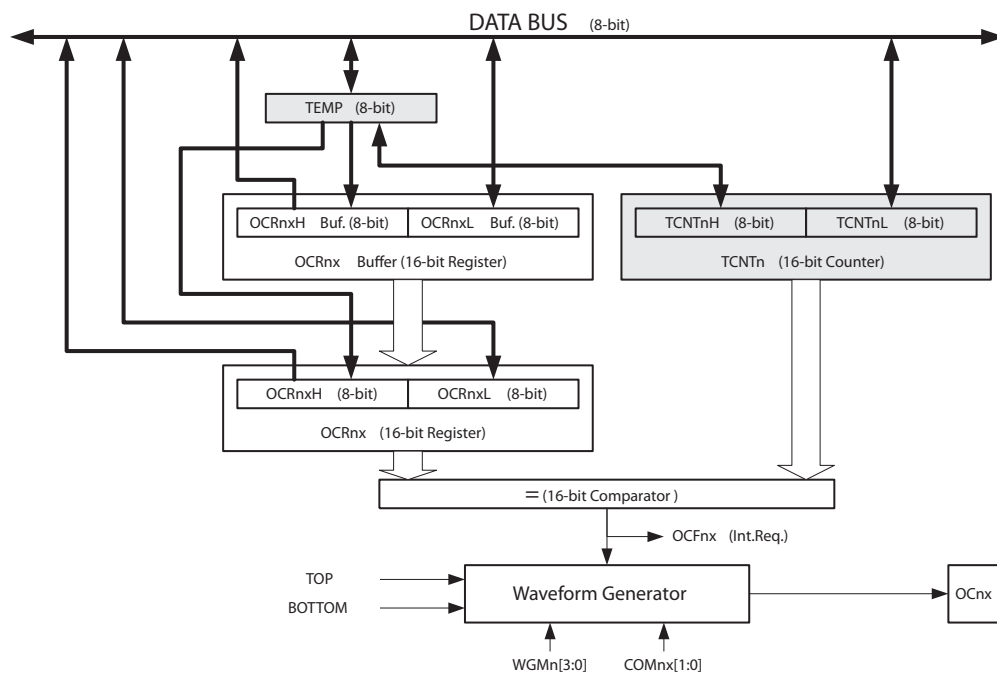 DATA BUS (8-bit)
TEMP (8-bit)
OCRnxH Buf. (8-bit) OCRnxL Buf. (8-bit)
OCRnx Buffer (16-bit Register)
TCNTnH (8-bit) TCNTnL (8-bit)
TCNTn (16-bit Counter)
OCRnxH (8-bit) OCRnxL (8-bit)
OCRnx (16-bit Register)
= (16-bit Comparator )
OCFnx (Int.Req.)
TOP
BOTTOM
Waveform Generator
OCnx
WGMn[3:0] COMnx[1:0]